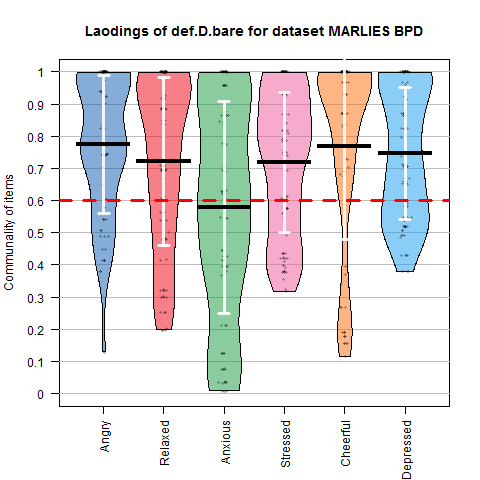 Laodings of def.D.bare for dataset MARLIES BPD
Communality of items
1
0.9
0.8
0.7
0.6
0.5
0.4
0.3
0.2
0.1
0
Angry
Relaxed
Anxious
Stressed
Cheerful
Depressed